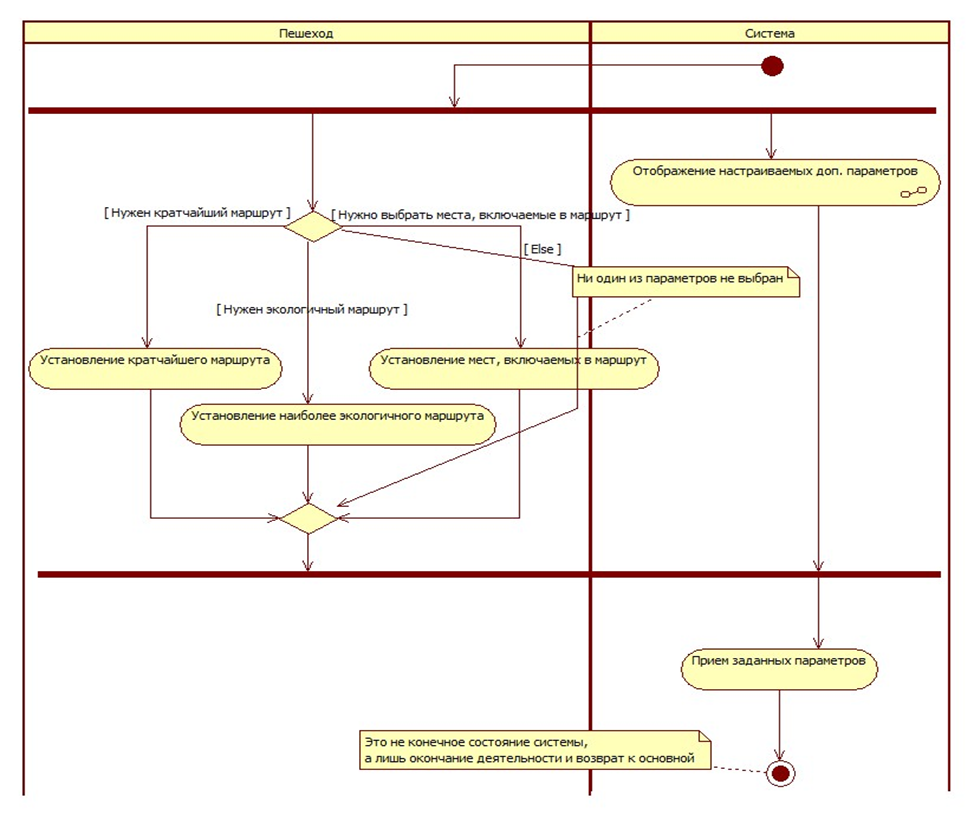 Пешеход
Система
Отображение настраиваемых доп. параметров
[ Нужен кратчайший маршрут ]
[ Нужно выбрать места, включаемые в маршрут ]
[ Else ]
Ни один из параметров не выбран
[ Нужен экологичный маршрут ]
Установление кратчайшего маршрута
Установление мест, включаемых в маршрут
Установление наиболее экологичного маршрута
Прием заданных параметров
Это не конечное состояние системы,
а лишь окончание деятельности и возврат к основной